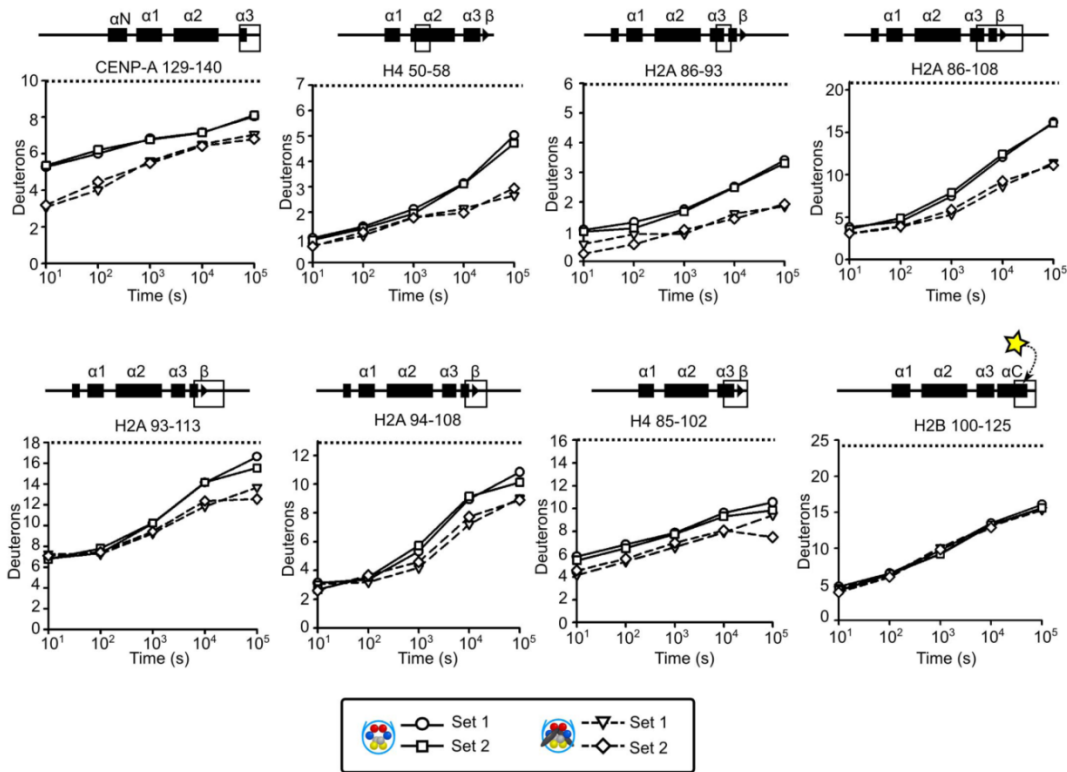 αN α1 α2 α3
CENP-A 129-140
10
8
6
4
2
0
Deuterons
10¹ 10² 10³ 10⁴ 10⁵
Time (s)
α1 α2 α3 β
H4 50-58
7
6
5
4
3
2
1
0
Deuterons
10¹ 10² 10³ 10⁴ 10⁵
Time (s)
α1 α2 α3 β
H2A 86-93
6
5
4
3
2
1
0
Deuterons
10¹ 10² 10³ 10⁴ 10⁵
Time (s)
α1 α2 α3 β
H2A 86-108
20
15
10
5
0
Deuterons
10¹ 10² 10³ 10⁴ 10⁵
Time (s)
α1 α2 α3 β
H2A 93-113
18
16
14
12
10
8
6
4
2
0
Deuterons
10¹ 10² 10³ 10⁴ 10⁵
Time (s)
α1 α2 α3 β
H2A 94-108
12
10
8
6
4
2
0
Deuterons
10¹ 10² 10³ 10⁴ 10⁵
Time (s)
α1 α2 α3 β
H4 85-102
16
14
12
10
8
6
4
2
0
Deuterons
10¹ 10² 10³ 10⁴ 10⁵
Time (s)
α1 α2 α3 αC
H2B 100-125
25
20
15
10
5
0
Deuterons
10¹ 10² 10³ 10⁴ 10⁵
Time (s)
Set 1
Set 2
Set 1
Set 2